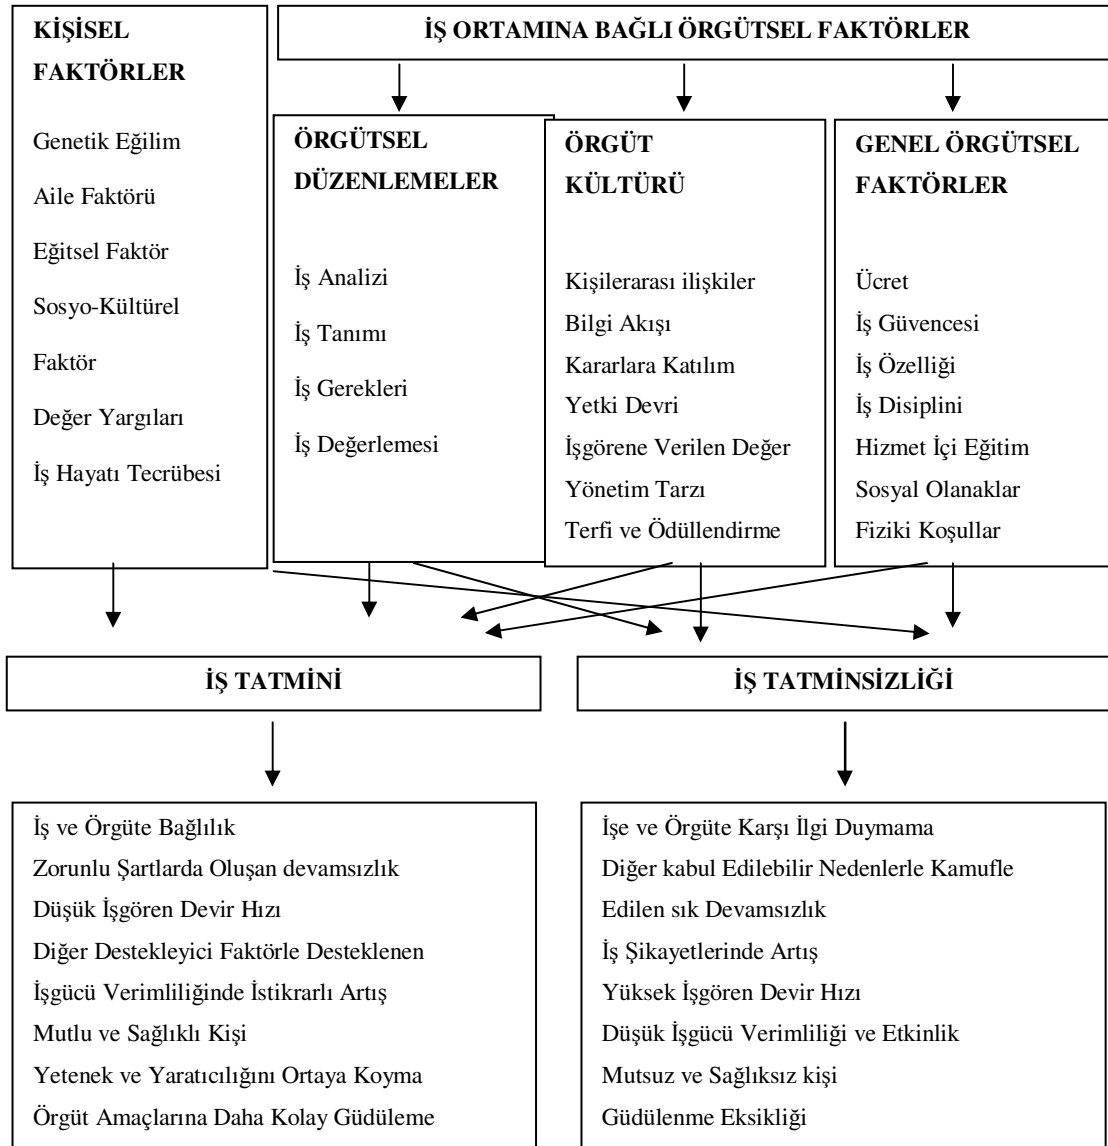 KİŞİSEL
FAKTÖRLER
Genetik Eğilim
Aile Faktörü
Eğitsel Faktör
Sosyo-Kültürel
Faktör
Değer Yargıları
İş Hayatı Tecrübesi
İŞ ORTAMINA BAĞLI ÖRGÜTSEL FAKTÖRLER
ÖRGÜTSEL
DÜZENLEMELER
İş Analizi
İş Tanımı
İş Gerekleri
İş Değerlemesi
ÖRGÜT
KÜLTÜRÜ
Kişilerarası ilişkiler
Bilgi Akışı
Kararlara Katılım
Yetki Devri
İşgörene Verilen Değer
Yönetim Tarzı
Terfi ve Ödüllendirme
GENEL ÖRGÜTSEL
FAKTÖRLER
Ücret
İş Güvencesi
İş Özelliği
İş Disiplini
Hizmet İçi Eğitim
Sosyal Olanaklar
Fiziki Koşullar
İŞ TATMİNİ
İş ve Örgüte Bağlılık
Zorunlu Şartlarda Oluşan devamsızlık
Düşük İşgören Devir Hızı
Diğer Destekleyici Faktörle Desteklenen
İşgücü Verimliliğinde İstikrarlı Artış
Mutlu ve Sağlıklı Kişi
Yetenek ve Yaratıcılığını Ortaya Koyma
Örgüt Amaçlarına Daha Kolay Güdüleme
İŞ TATMİNSİZLİĞİ
İşe ve Örgüte Karşı İlgi Duymama
Diğer kabul Edilebilir Nedenlerle Kamufle
Edilen sık Devamsızlık
İş Şikayetlerinde Artış
Yüksek İşgören Devir Hızı
Düşük İşgücü Verimliliği ve Etkinlik
Mutsuz ve Sağlıksız kişi
Güdülenme Eksikliği